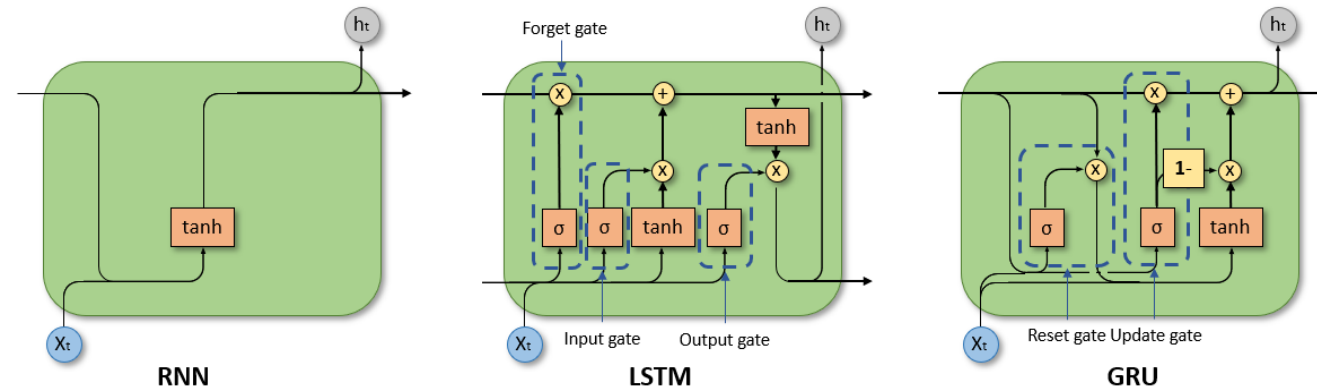 hₜ
tanh
Xₜ
RNN
Forget gate
hₜ
x
+
tanh
x
x
σ
σ
tanh
σ
Xₜ
Input gate
Output gate
LSTM
hₜ
x
+
x
1-
x
σ
σ
tanh
Xₜ
Reset gate Update gate
GRU